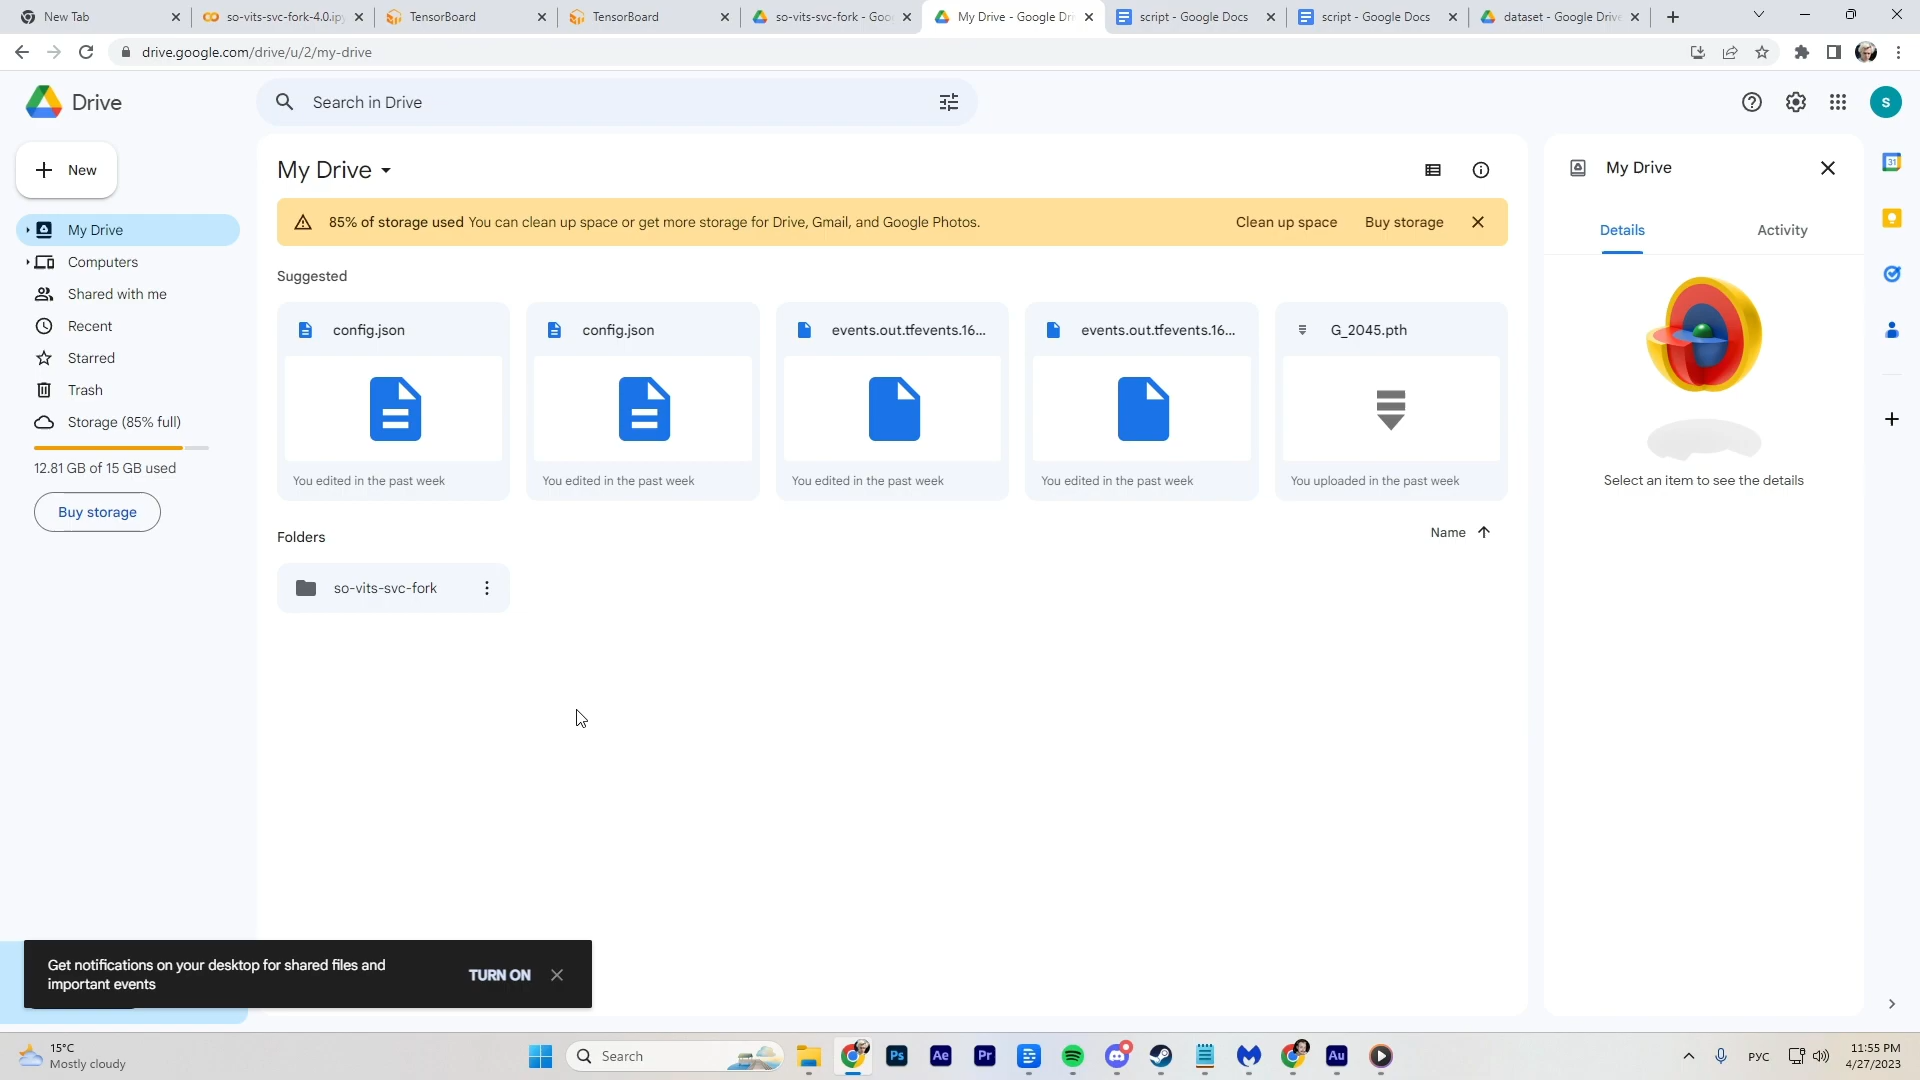 New Tab
so-vits-svc-fork-4.0.ipy
TensorBoard
TensorBoard
so-vits-svc-fork - Goo
My Drive - Google Dri
script - Google Docs
script - Google Docs
dataset - Google Drive
drive.google.com/drive/u/2/my-drive
Drive
Search in Drive
S
New
My Drive
Computers
Shared with me
Recent
Starred
Trash
Storage (85% full)
12.81 GB of 15 GB used
Buy storage
My Drive
85% of storage used You can clean up space or get more storage for Drive, Gmail, and Google Photos.
Clean up space
Buy storage
Suggested
config.json
config.json
events.out.tfevents.16...
events.out.tfevents.16...
G_2045.pth
You edited in the past week
You edited in the past week
You edited in the past week
You edited in the past week
You uploaded in the past week
Folders
Name
so-vits-svc-fork
My Drive
Details
Activity
Select an item to see the details
31
Get notifications on your desktop for shared files and
important events
TURN ON
15°C
Mostly cloudy
Search
Ps
Ae
Pr
Au
РУС
11:55 PM
4/27/2023